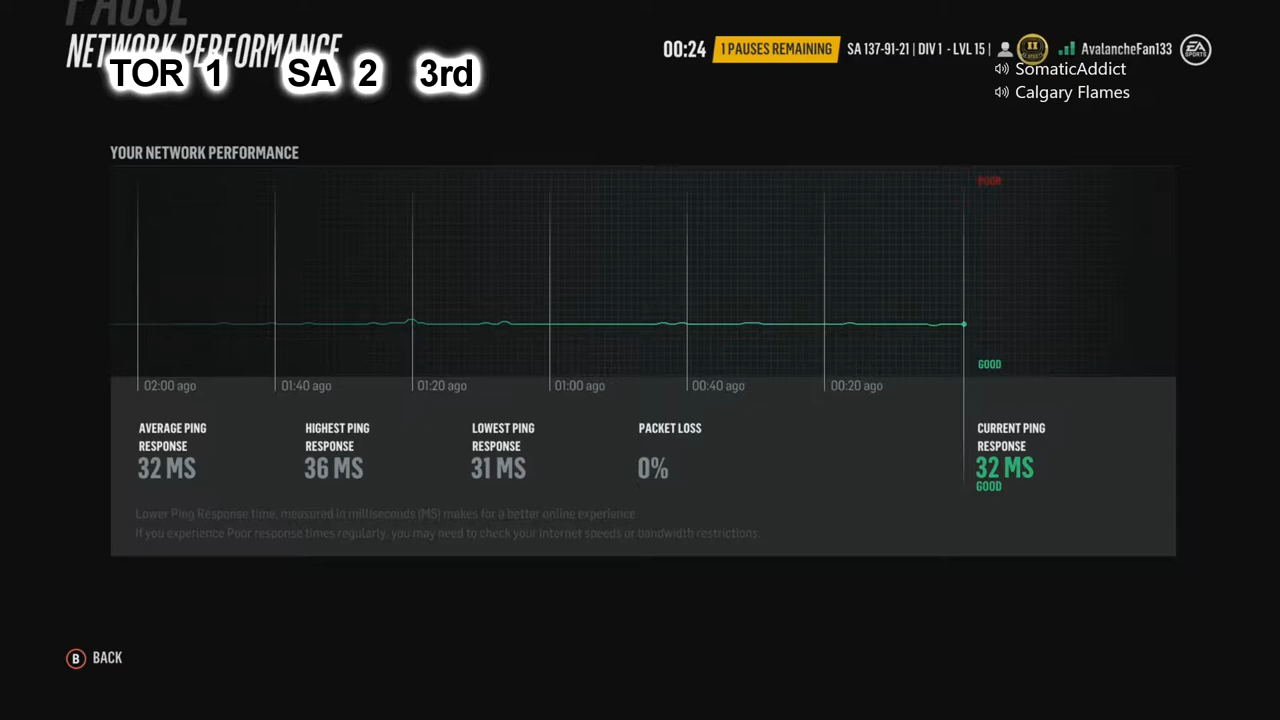 PAUSE
NETWORK PERFORMANCE
TOR 1 SA 2 3rd
00:24 1 PAUSES REMAINING SA 137-91-21 | DIV 1 - LVL 15 | II AvalancheFan133 EA SPORTS
SomaticAddict
Calgary Flames
YOUR NETWORK PERFORMANCE
POOR
GOOD
02:00 ago 01:40 ago 01:20 ago 01:00 ago 00:40 ago 00:20 ago
AVERAGE PING RESPONSE
32 MS
HIGHEST PING RESPONSE
36 MS
LOWEST PING RESPONSE
31 MS
PACKET LOSS
0%
CURRENT PING RESPONSE
32 MS
GOOD
Lower Ping Response time, measured in milliseconds (MS) makes for a better online experience
If you experience Poor response times regularly, you may need to check your internet speeds or bandwidth restrictions.
B BACK